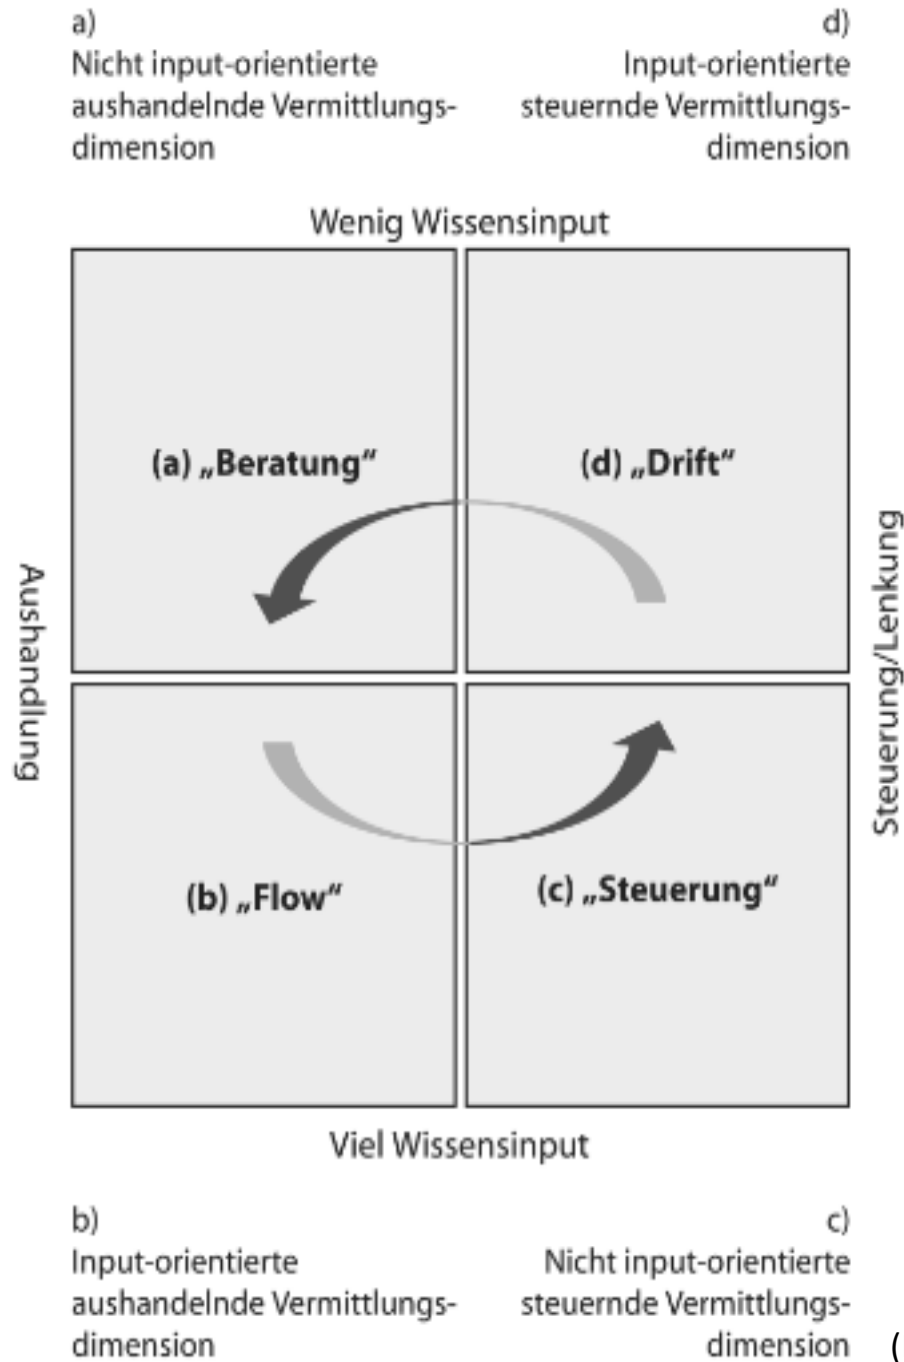 a)
Nicht input-orientierte
aushandelnde Vermittlungs-
dimension
d)
Input-orientierte
steuernde Vermittlungs-
dimension
Wenig Wissensinput
(a) „Beratung“
(d) „Drift“
Aushandlung
Steuerung/Lenkung
(b) „Flow“
(c) „Steuerung“
Viel Wissensinput
b)
Input-orientierte
aushandelnde Vermittlungs-
dimension
c)
Nicht input-orientierte
steuernde Vermittlungs-
dimension
(